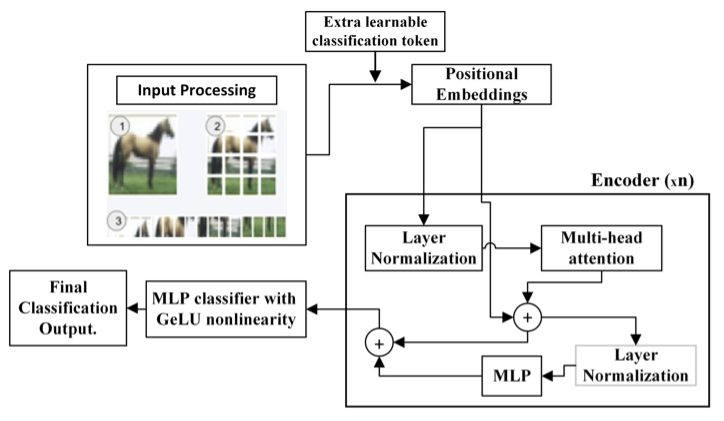 Extra learnable
classification token
Input Processing
1
2
3
Positional
Embeddings
Encoder (xn)
Layer
Normalization
Multi-head
attention
+
Layer
Normalization
MLP
+
MLP classifier with
GeLU nonlinearity
Final
Classification
Output.